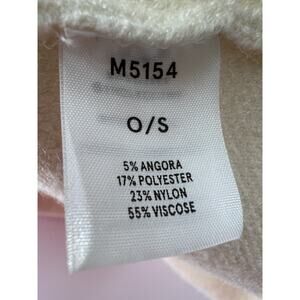 M5154
O/S
5% ANGORA
17% POLYESTER
23% NYLON
55% VISCOSE